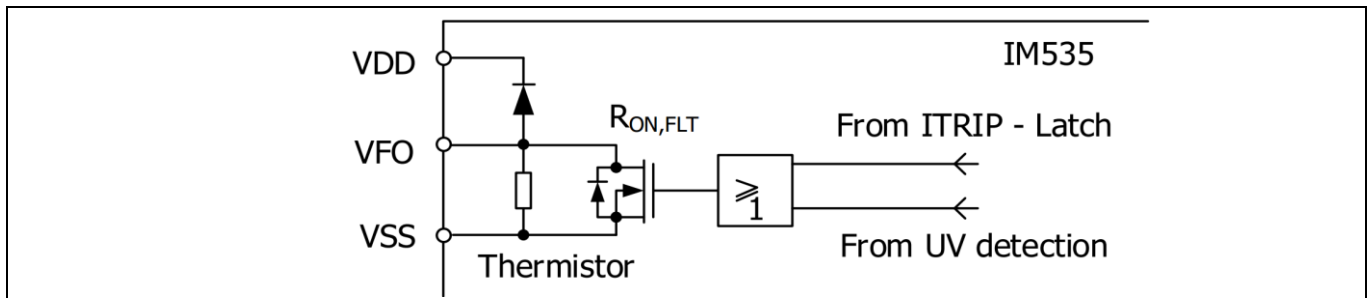 IM535
VDD
R_ON,FLT
From ITRIP - Latch
VFO
≥
1
VSS
From UV detection
Thermistor